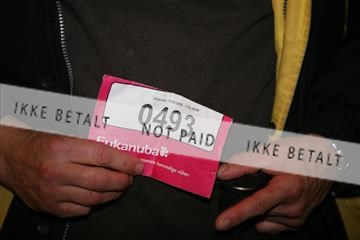 0493
IKKE BETALT NOT PAID IKKE BETALT
Eukanuba